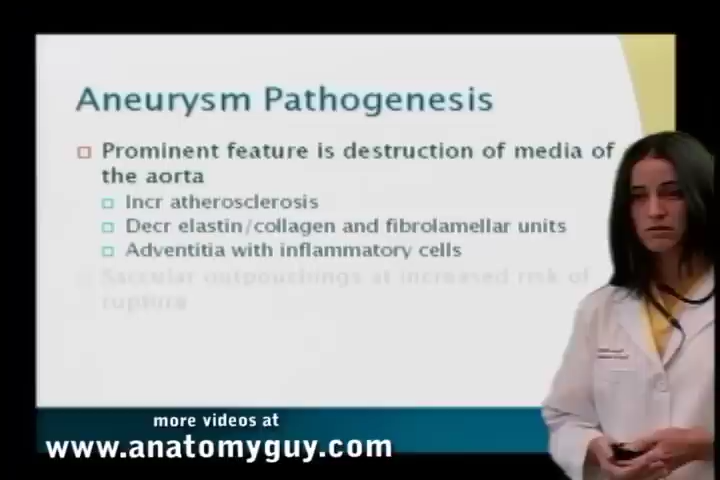 Aneurysm Pathogenesis
Prominent feature is destruction of media of
the aorta
Incr atherosclerosis
Decr elastin/collagen and fibrolamellar units
Adventitia with inflammatory cells
Saccular outpouchings at increased risk of
rupture
more videos at
www.anatomyguy.com